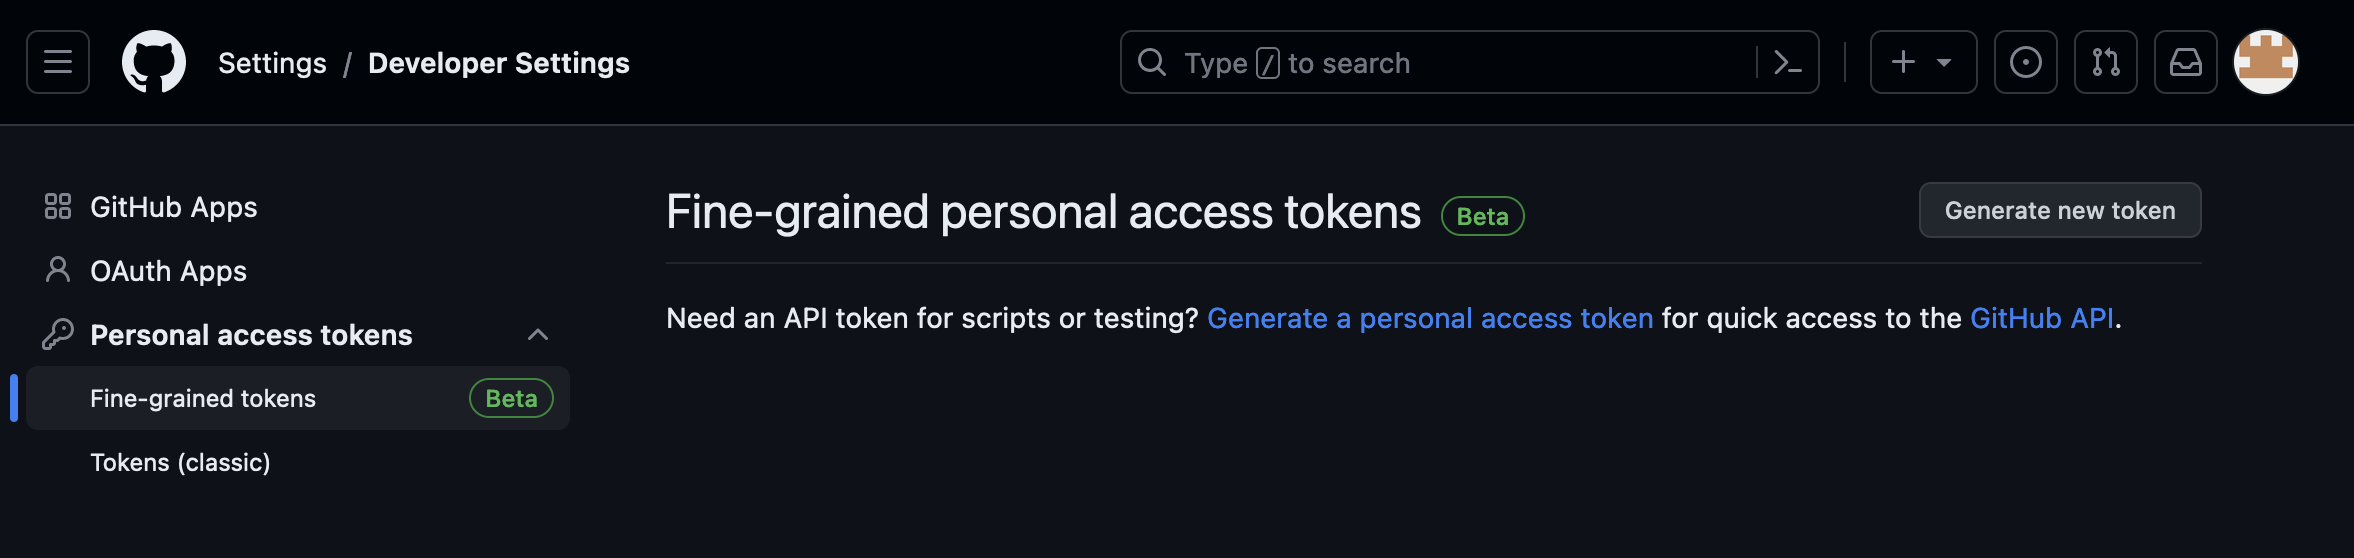 Settings / Developer Settings
Type / to search
GitHub Apps
OAuth Apps
Personal access tokens
Fine-grained tokens Beta
Tokens (classic)
Fine-grained personal access tokens Beta
Generate new token
Need an API token for scripts or testing? Generate a personal access token for quick access to the GitHub API.